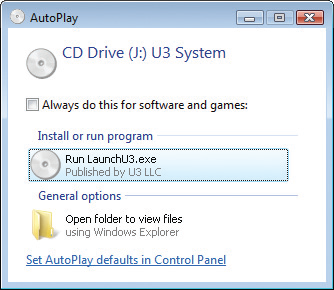 AutoPlay
CD Drive (J:) U3 System
Always do this for software and games:
Install or run program
Run LaunchU3.exe
Published by U3 LLC
General options
Open folder to view files
using Windows Explorer
Set AutoPlay defaults in Control Panel